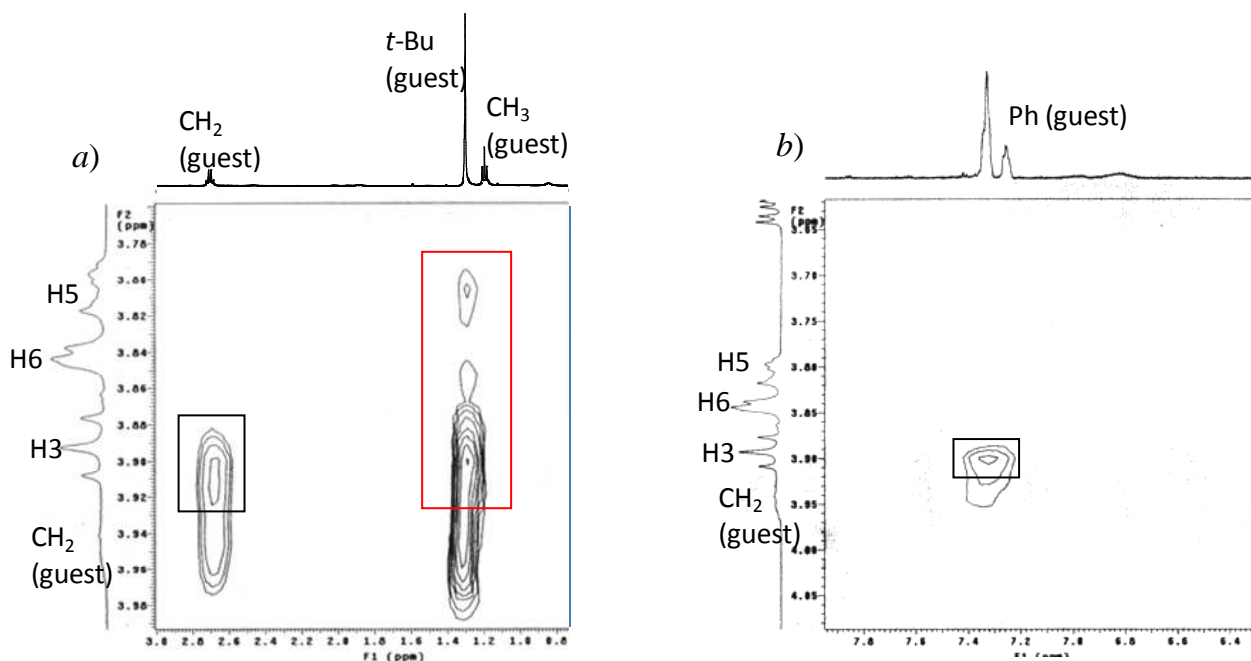 t-Bu
(guest)
CH2
(guest)
CH3
(guest)
a)
F2
(ppm)
3.78
3.80
3.82
3.84
3.86
3.88
3.90
3.92
3.94
3.96
3.98
H5
H6
H3
CH2
(guest)
3.0 2.8 2.6 2.4 2.2 2.0 1.8 1.6 1.4 1.2 1.0 0.8
F1 (ppm)
b)
Ph (guest)
F2
(ppm)
3.65
3.70
3.75
3.80
3.85
3.90
3.95
4.00
4.05
H5
H6
H3
CH2
(guest)
7.8 7.4 7.2 7.0 6.8 6.4
F1 (ppm)